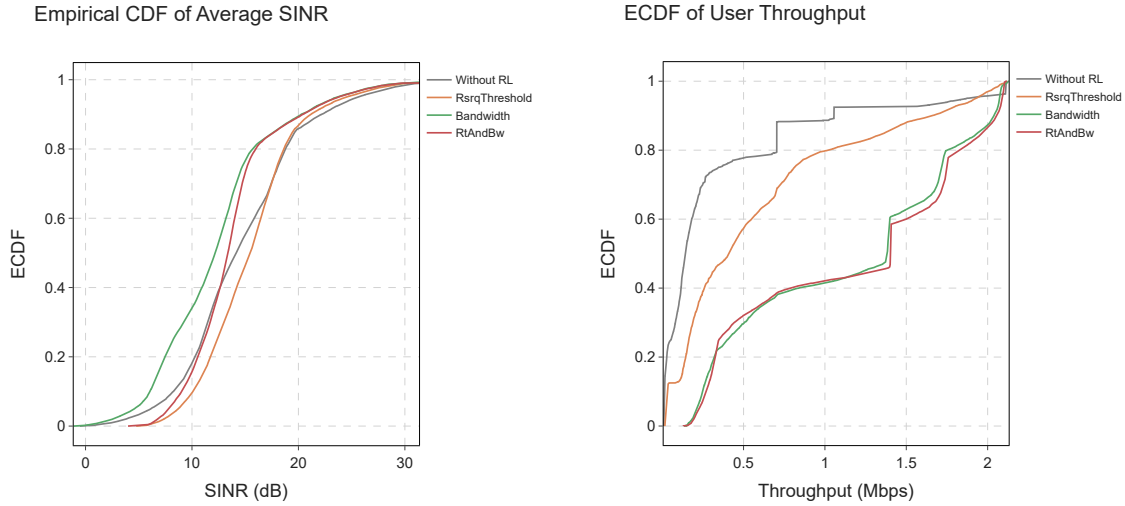 Empirical CDF of Average SINR
ECDF of User Throughput
1
0.8
0.6
0.4
0.2
0
0
10
20
30
ECDF
SINR (dB)
Without RL
RsrqThreshold
Bandwidth
RtAndBw
1
0.8
0.6
0.4
0.2
0
0.5
1
1.5
2
ECDF
Throughput (Mbps)
Without RL
RsrqThreshold
Bandwidth
RtAndBw